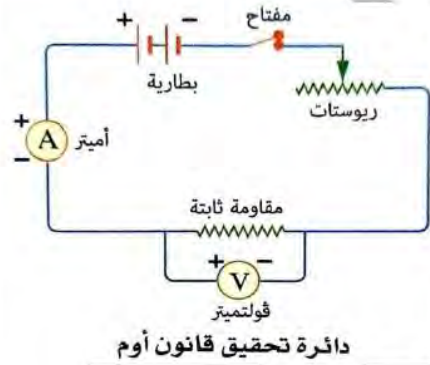 مفتاح
+ −
بطارية
ريوستات
+
A أميتر
−
مقاومة ثابتة
+ −
V
ڤولتميتر
دائرة تحقيق قانون أوم